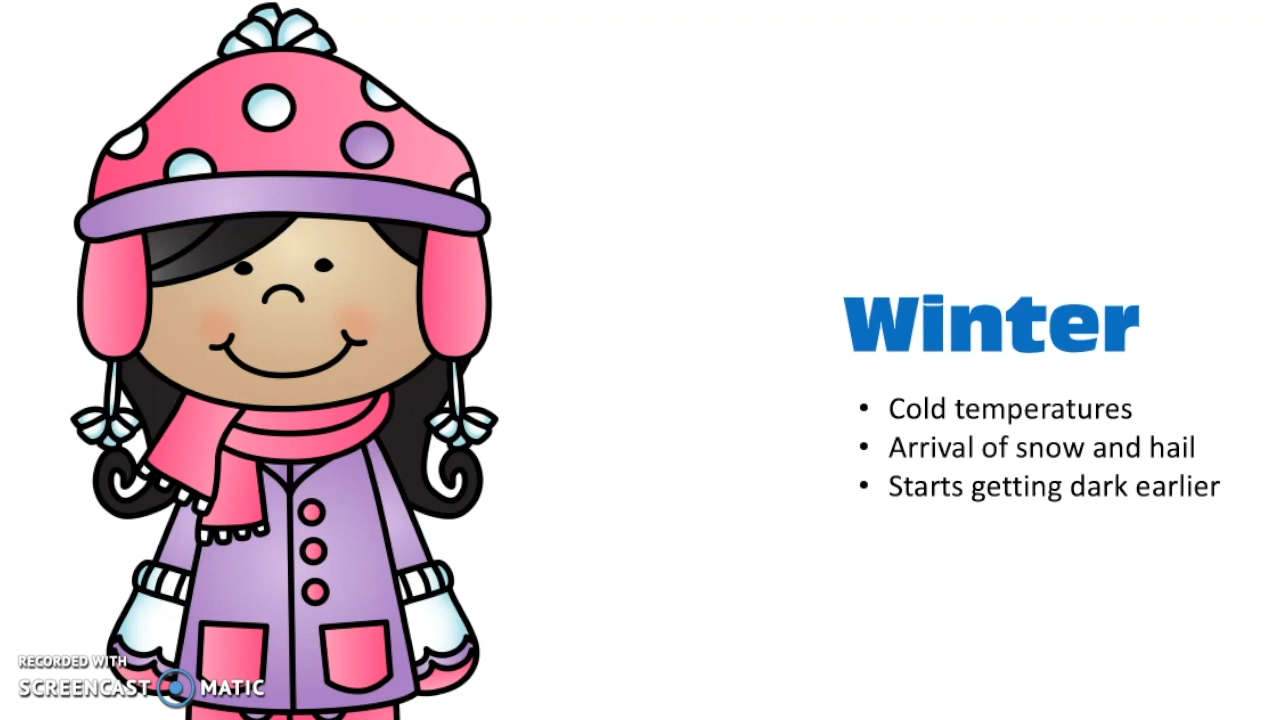 Winter
• Cold temperatures
• Arrival of snow and hail
• Starts getting dark earlier
RECORDED WITH
SCREENCAST MATIC